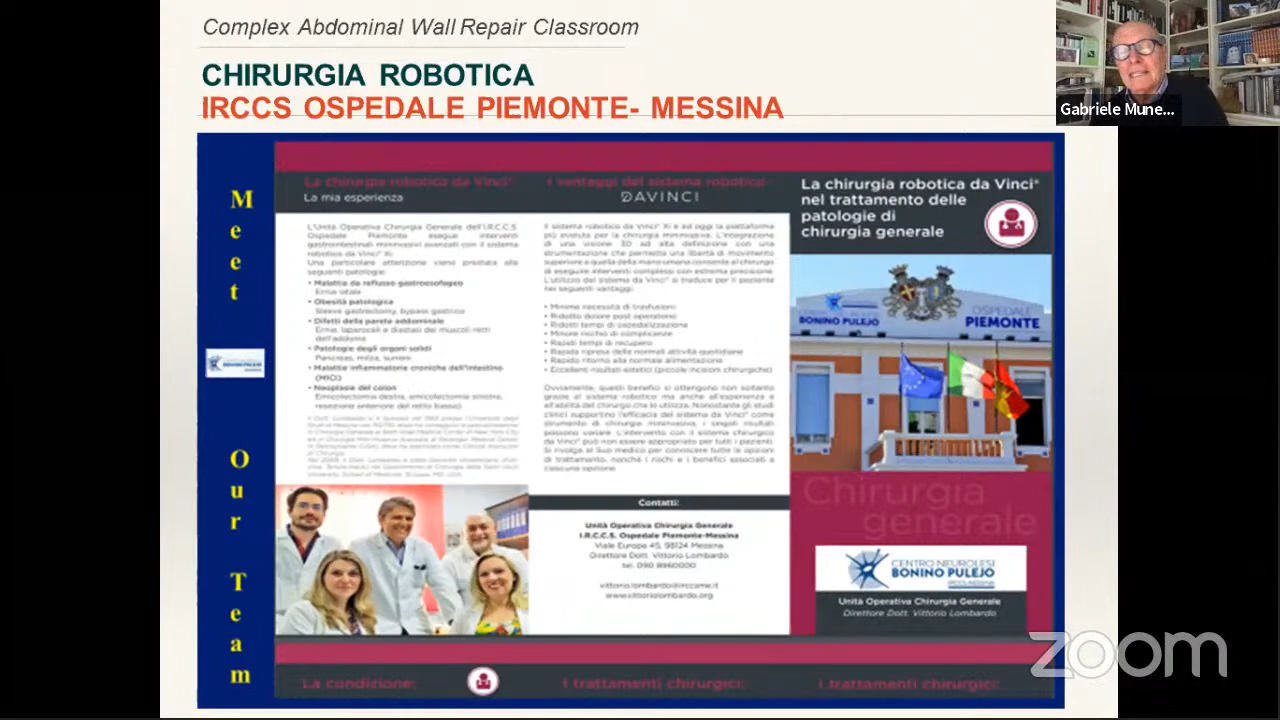 Complex Abdominal Wall Repair Classroom
CHIRURGIA ROBOTICA
IRCCS OSPEDALE PIEMONTE- MESSINA
Gabriele Mune...
Meet
Our
Team
BONINO PULEJO
La chirurgia robotica da Vinci®
La mia esperienza
L'Unità Operativa Chirurgia Generale dell'I.R.C.C.S.
Ospedale Piemonte esegue interventi
gastrointestinali mininvasivi avanzati con il sistema
robotico da Vinci® Xi.
Una particolare attenzione viene prestata alle
seguenti patologie:
• Malattia da reflusso gastroesofageo
Ernia iatale
• Obesità patologica
Sleeve gastrectomy, bypass gastrico
• Difetti della parete addominale
Ernie, laparoceli e diastasi dei muscoli retti
dell'addome
• Patologie degli organi solidi
Pancreas, milza, surrene
• Malattie infiammatorie croniche dell'intestino
(MICI)
• Neoplasie del colon
Emicolectomia destra, emicolectomia sinistra,
resezione anteriore del retto basso)
I vantaggi del sistema robotico
DAVINCI
Il sistema robotico da Vinci® Xi è ad oggi la piattaforma
più evoluta per la chirurgia mininvasiva. L'integrazione
di una visione 3D ad alta definizione con una
strumentazione che permette una libertà di movimento
superiore a quella della mano umana consente al chirurgo
di eseguire interventi complessi con estrema precisione.
L'utilizzo del sistema da Vinci® si traduce per il paziente
nei seguenti vantaggi:
• Minima necessità di trasfusioni
• Ridotto dolore post operatorio
• Ridotti tempi di ospedalizzazione
• Minore rischio di complicanze
• Rapidi tempi di recupero
• Rapida ripresa delle normali attività quotidiane
• Rapido ritorno alla normale alimentazione
• Eccellenti risultati estetici (piccole incisioni chirurgiche)
Ovviamente, questi benefici si ottengono non soltanto
grazie al sistema robotico ma anche all'esperienza e
all'abilità del chirurgo che lo utilizza. Nonostante gli studi
clinici supportino l'efficacia del sistema da Vinci® come
strumento di chirurgia mininvasiva, i singoli risultati
possono variare. L'intervento con il sistema chirurgico
da Vinci® può non essere appropriato per tutti i pazienti.
Si rivolga al Suo medico per conoscere tutte le opzioni
di trattamento, nonché i rischi e i benefici associati a
ciascuna opzione.
Contatti:
Unità Operativa Chirurgia Generale
I.R.C.C.S. Ospedale Piemonte-Messina
Viale Europa 45, 98124 Messina
Direttore Dott. Vittorio Lombardo
tel. 090 8960000
vittorio.lombardo@irccsme.it
www.vittoriolombardo.org
La chirurgia robotica da Vinci®
nel trattamento delle
patologie di
chirurgia generale
BONINO PULEJO
OSPEDALE
PIEMONTE
Chirurgia
generale
CENTRO NEUROLESI
BONINO PULEJO
Unità Operativa Chirurgia Generale
Direttore Dott. Vittorio Lombardo
La condizione:
I trattamenti chirurgici:
I trattamenti chirurgici:
zoom